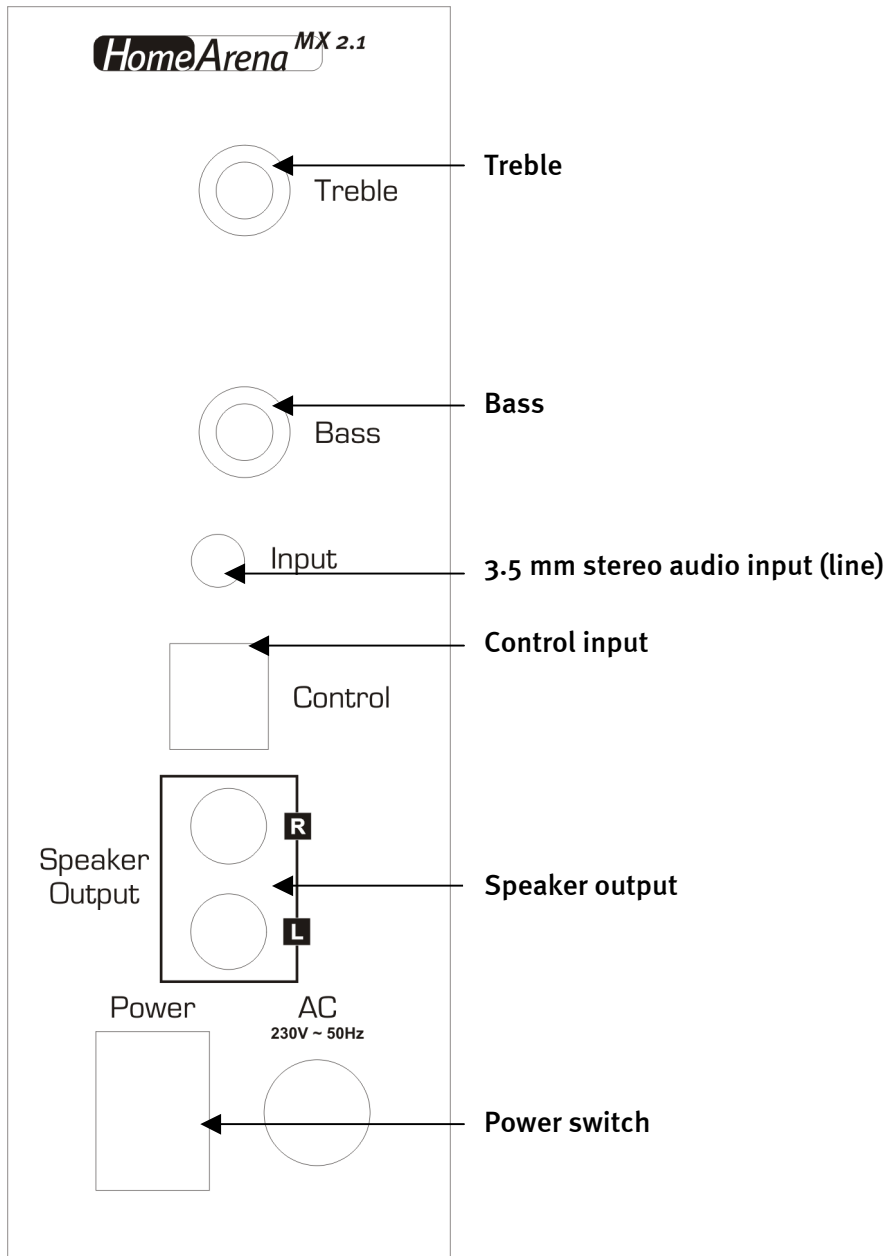 HomeArena MX 2.1
Treble
Treble
Bass
Bass
Input
3.5 mm stereo audio input (line)
Control input
Control
R
Speaker
Output
Speaker output
L
Power
AC
230V ~ 50Hz
Power switch